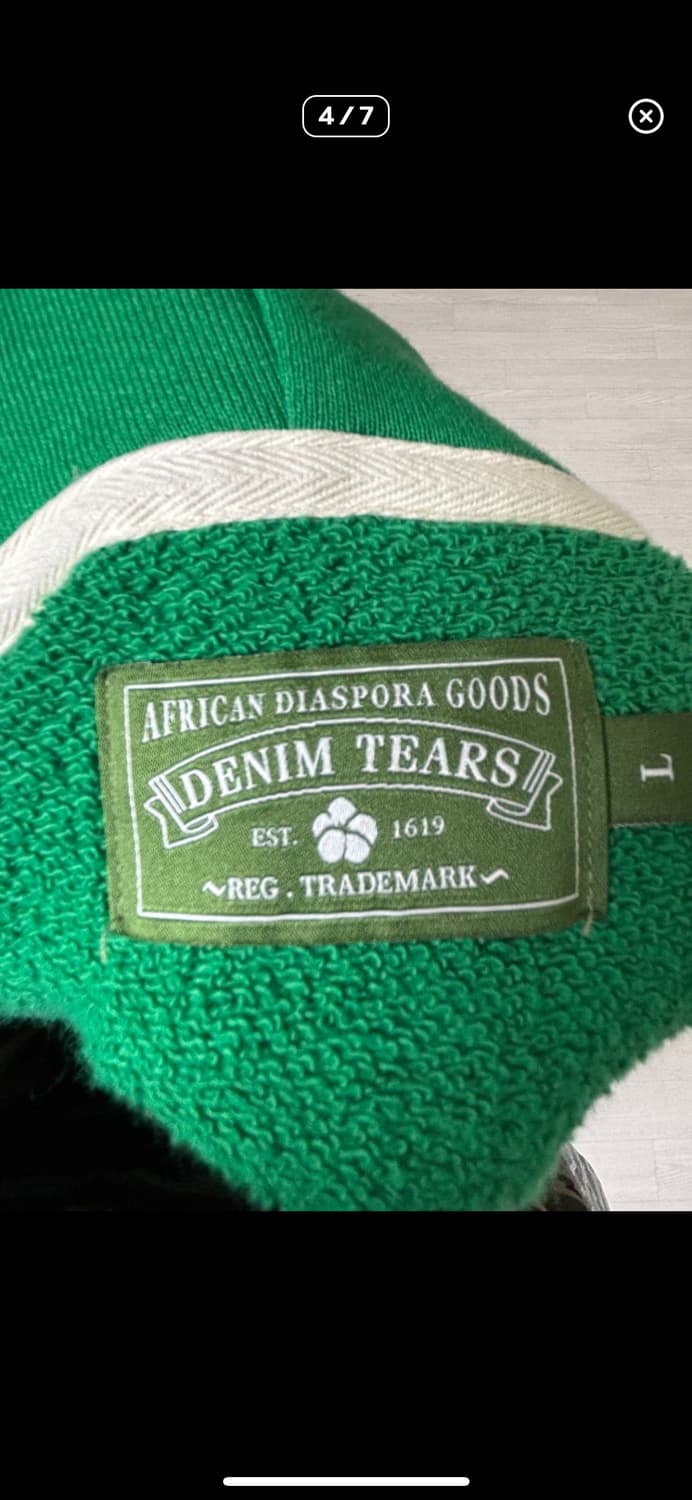 4/7
AFRICAN DIASPORA GOODS
DENIM TEARS
EST. 1619
~REG . TRADEMARK~
L